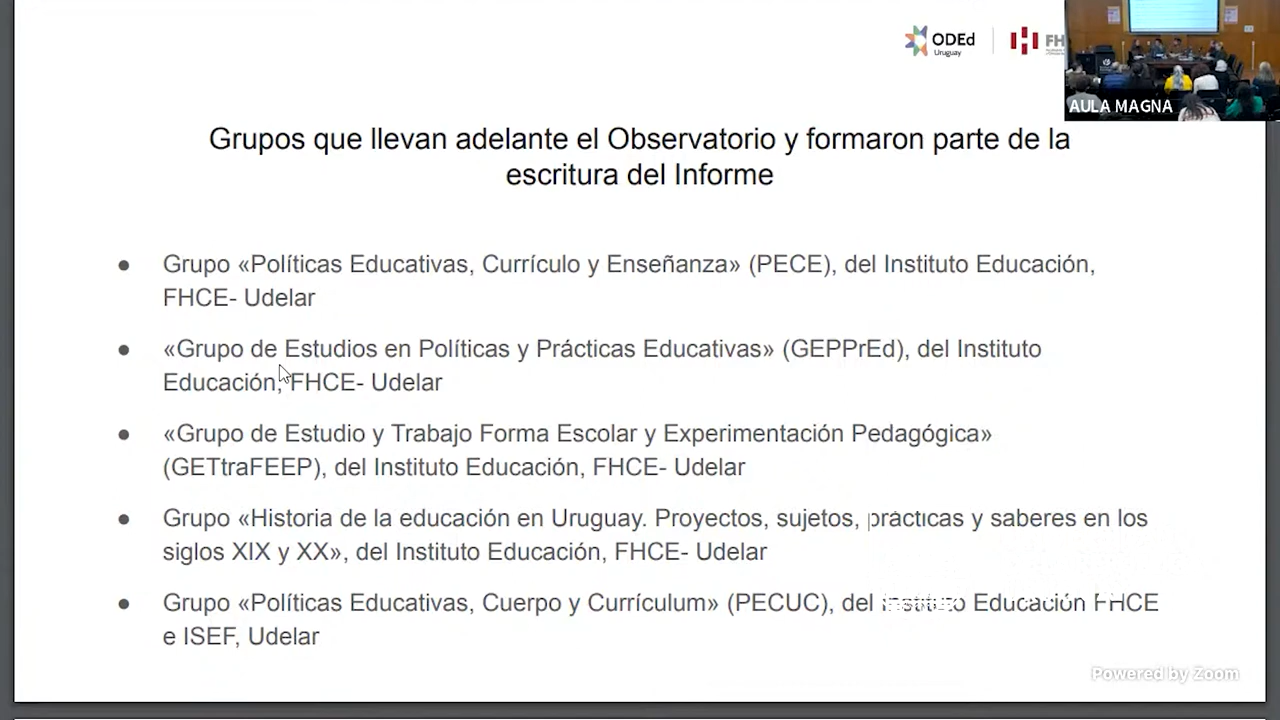 ODEd
Uruguay
FH
AULA MAGNA
Grupos que llevan adelante el Observatorio y formaron parte de la
escritura del Informe
● Grupo «Políticas Educativas, Currículo y Enseñanza» (PECE), del Instituto Educación,
FHCE- Udelar
● «Grupo de Estudios en Políticas y Prácticas Educativas» (GEPPrEd), del Instituto
Educación, FHCE- Udelar
● «Grupo de Estudio y Trabajo Forma Escolar y Experimentación Pedagógica»
(GETtraFEEP), del Instituto Educación, FHCE- Udelar
● Grupo «Historia de la educación en Uruguay. Proyectos, sujetos, prácticas y saberes en los
siglos XIX y XX», del Instituto Educación, FHCE- Udelar
● Grupo «Políticas Educativas, Cuerpo y Currículum» (PECUC), del Instituto Educación FHCE
e ISEF, Udelar
Powered by Zoom